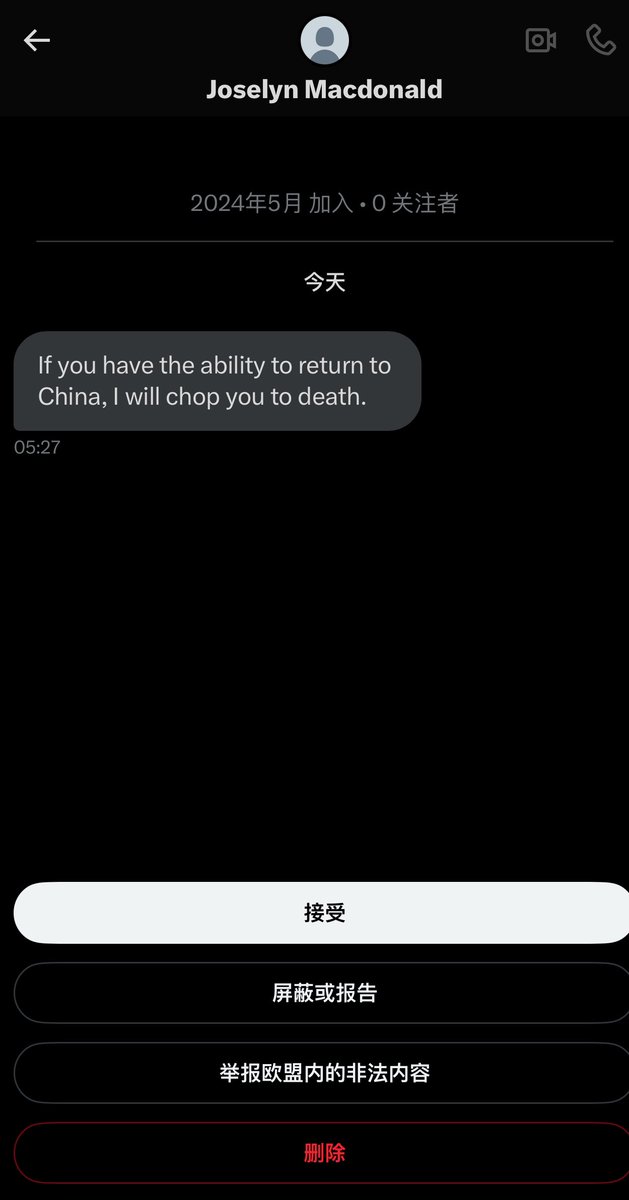 Joselyn Macdonald
2024年5月 加入 • 0 关注者
今天
If you have the ability to return to
China, I will chop you to death.
05:27
接受
屏蔽或报告
举报欧盟内的非法内容
删除